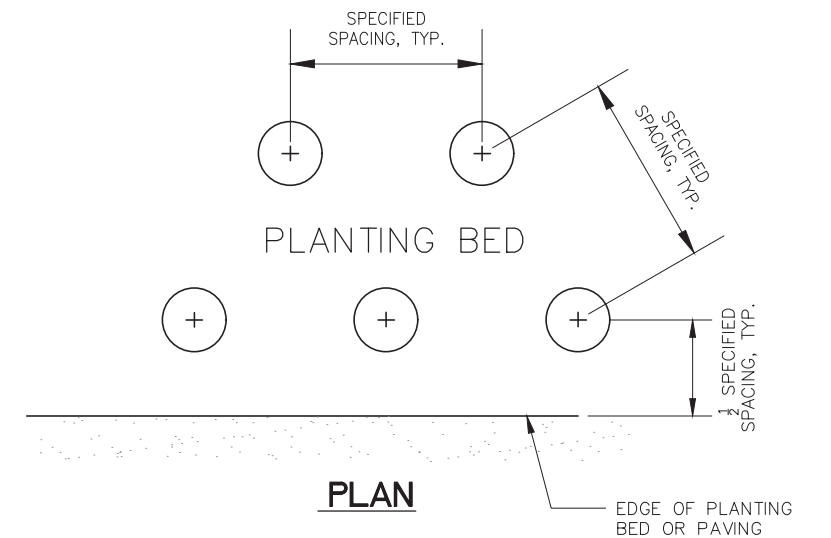 SPECIFIED
SPACING, TYP.
SPECIFIED
SPACING, TYP.
PLANTING BED
½ SPECIFIED
SPACING, TYP.
PLAN
EDGE OF PLANTING
BED OR PAVING